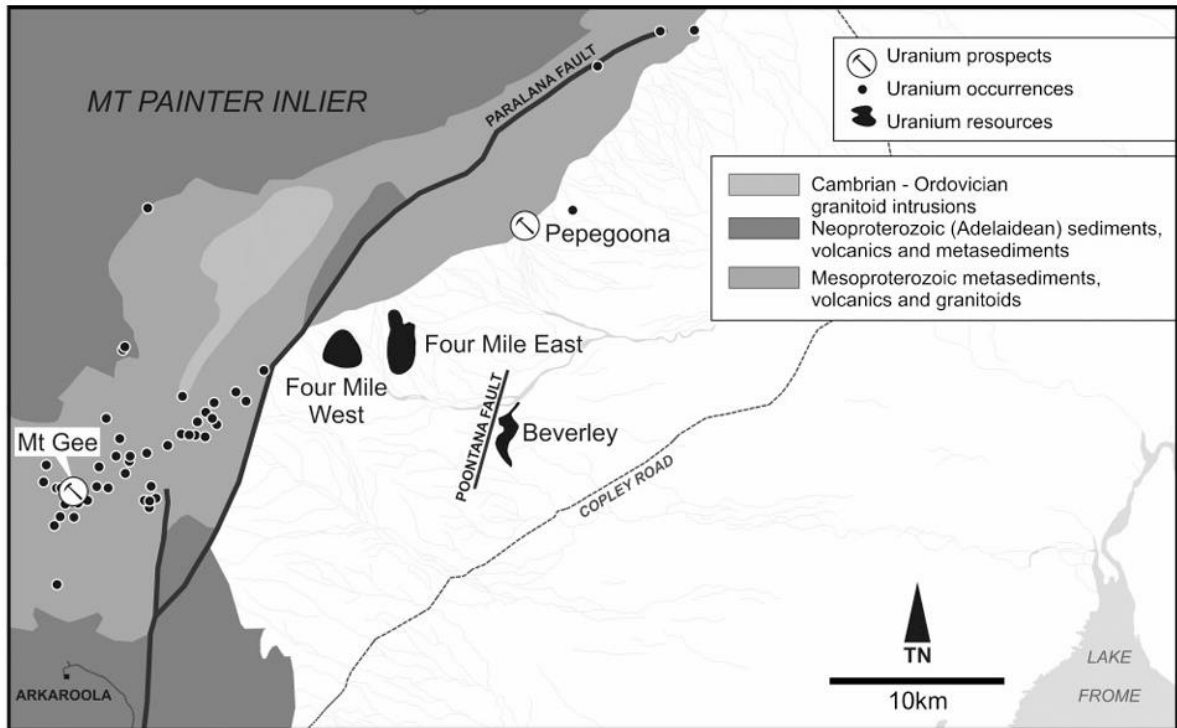 MT PAINTER INLIER
PARALANA FAULT
Uranium prospects
Uranium occurrences
Uranium resources
Cambrian - Ordovician
granitoid intrusions
Neoproterozoic (Adelaidean) sediments,
volcanics and metasediments
Mesoproterozoic metasediments,
volcanics and granitoids
Pepegoona
Four Mile East
Four Mile
West
POONTANA FAULT
Beverley
Mt Gee
COPLEY ROAD
TN
10km
LAKE
FROME
ARKAROOLA